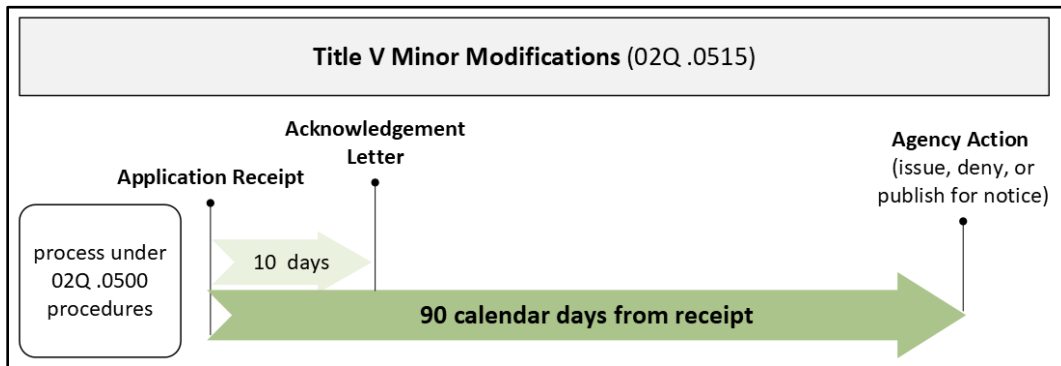 Title V Minor Modifications (02Q .0515)
Acknowledgement
Letter
Application Receipt
Agency Action
(issue, deny, or
publish for notice)
process under
02Q .0500
procedures
10 days
90 calendar days from receipt